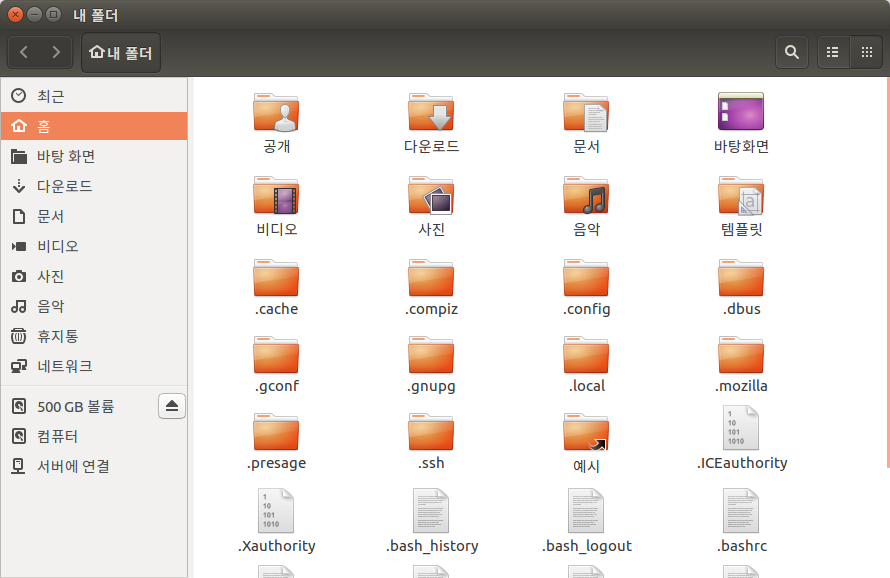 내 폴더
내 폴더
최근
홈
바탕 화면
다운로드
문서
비디오
사진
음악
휴지통
네트워크
500 GB 볼륨
컴퓨터
서버에 연결
공개
다운로드
문서
바탕화면
비디오
사진
음악
템플릿
.cache
.compiz
.config
.dbus
.gconf
.gnupg
.local
.mozilla
.presage
.ssh
예시
.ICEauthority
.Xauthority
.bash_history
.bash_logout
.bashrc